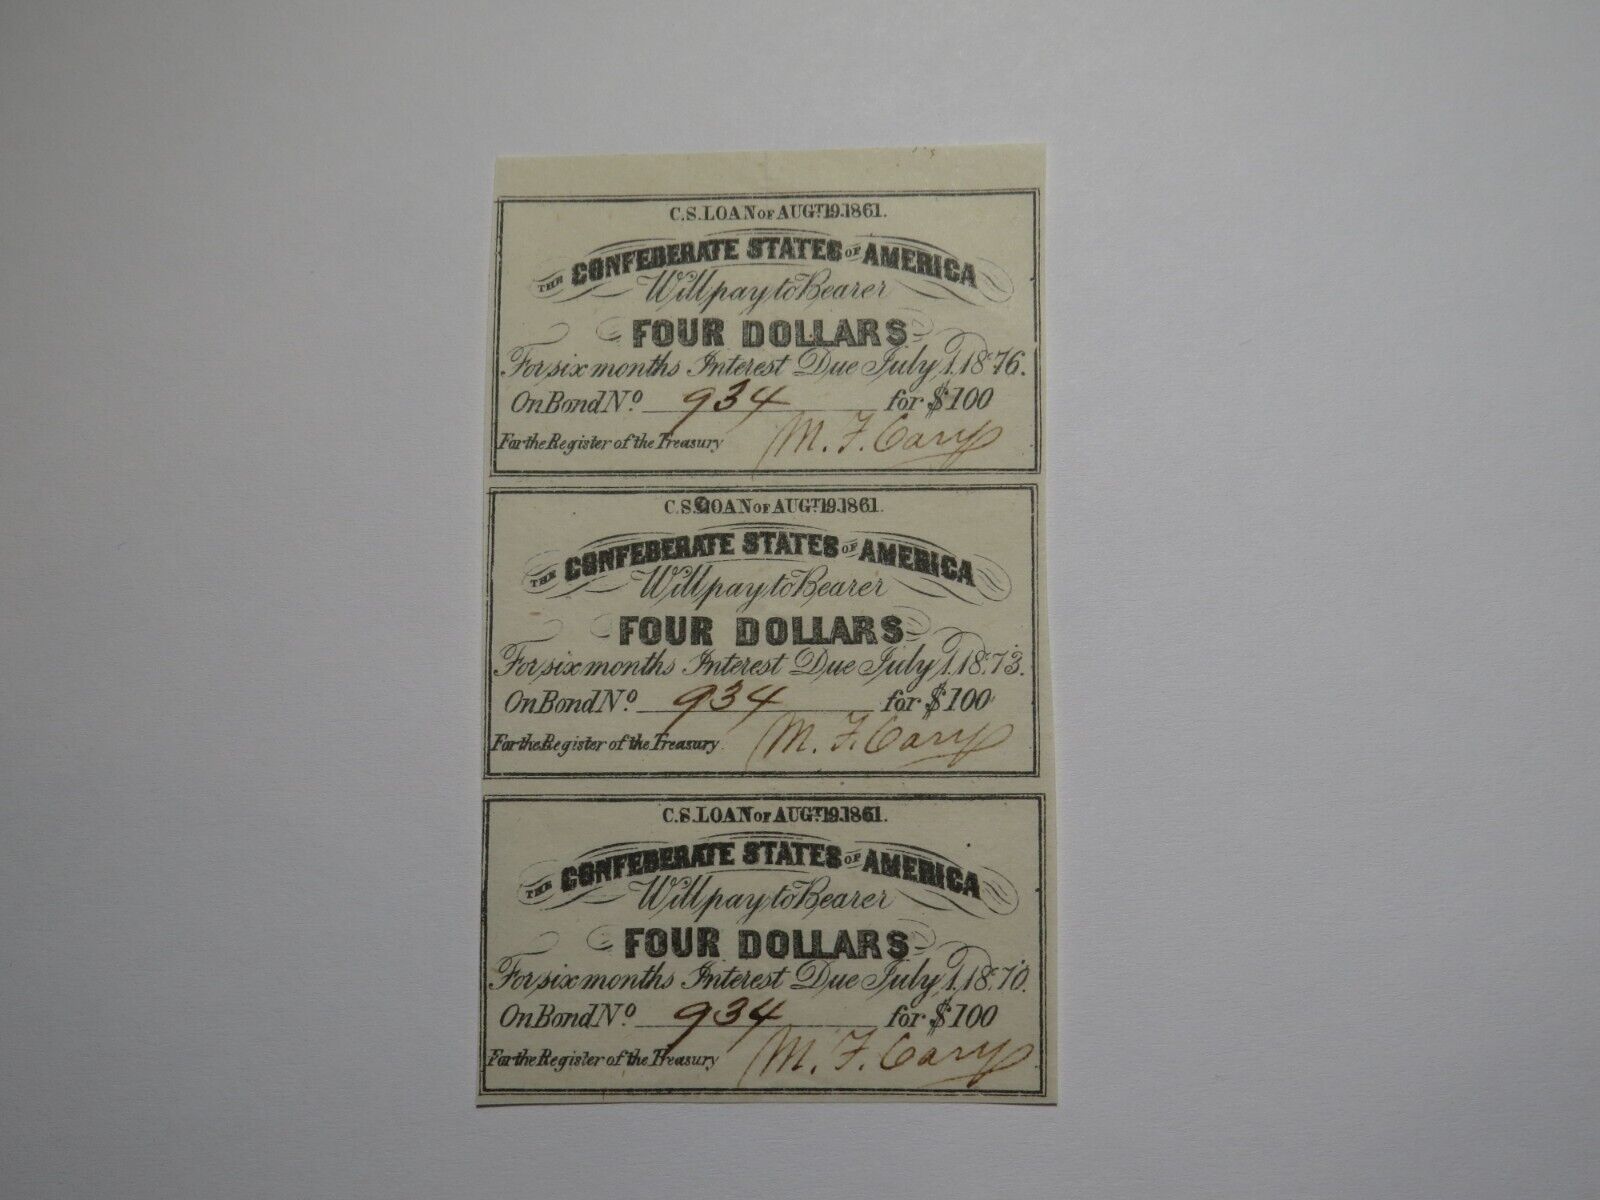 C.S. LOAN OF AUGT. 19. 1861.
THE CONFEDERATE STATES OF AMERICA
Will pay to Bearer
FOUR DOLLARS
For six months Interest Due July 1. 1876.
On Bond No. 934 for $100
For the Register of the Treasury M. F. Cary
C.S. LOAN OF AUGT. 19. 1861.
THE CONFEDERATE STATES OF AMERICA
Will pay to Bearer
FOUR DOLLARS
For six months Interest Due July 1. 1873.
On Bond No. 934 for $100
For the Register of the Treasury. M. F. Cary
C.S. LOAN OF AUGT. 19. 1861.
THE CONFEDERATE STATES OF AMERICA
Will pay to Bearer
FOUR DOLLARS
For six months Interest Due July 1. 1870.
On Bond No. 934 for $100
For the Register of the Treasury M. F. Cary